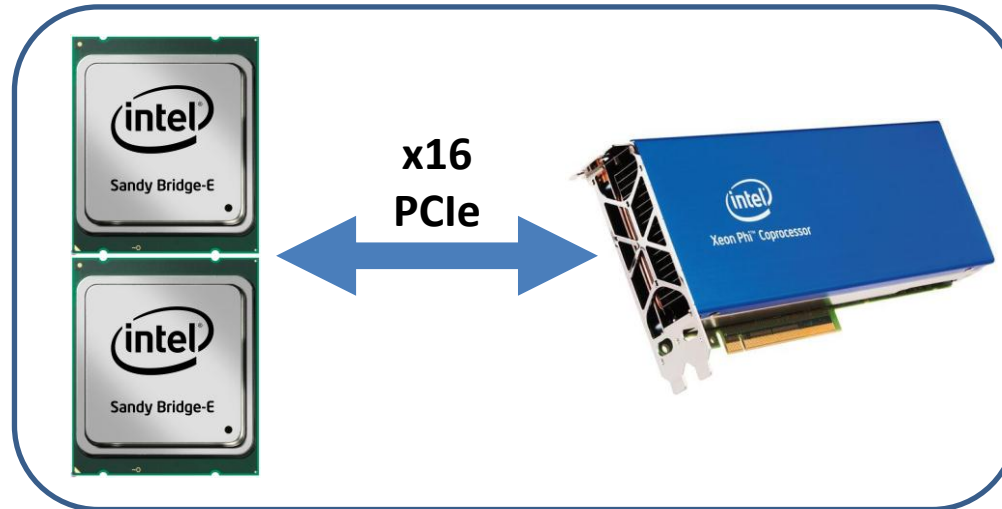 intel®
Sandy Bridge-E
intel®
Sandy Bridge-E
x16
PCIe
intel
Xeon Phi™ Coprocessor